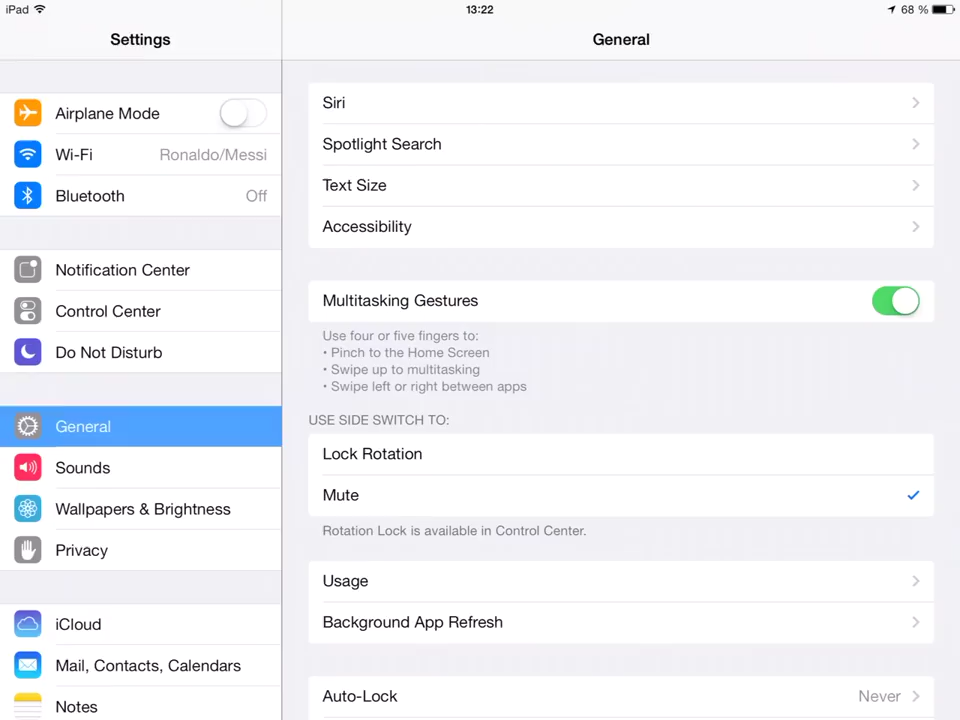 iPad
13:22
68 %
Settings
General
Airplane Mode
Wi-Fi
Ronaldo/Messi
Bluetooth
Off
Notification Center
Control Center
Do Not Disturb
General
Sounds
Wallpapers & Brightness
Privacy
iCloud
Mail, Contacts, Calendars
Notes
Siri
Spotlight Search
Text Size
Accessibility
Multitasking Gestures
Use four or five fingers to:
• Pinch to the Home Screen
• Swipe up to multitasking
• Swipe left or right between apps
USE SIDE SWITCH TO:
Lock Rotation
Mute
Rotation Lock is available in Control Center.
Usage
Background App Refresh
Auto-Lock
Never